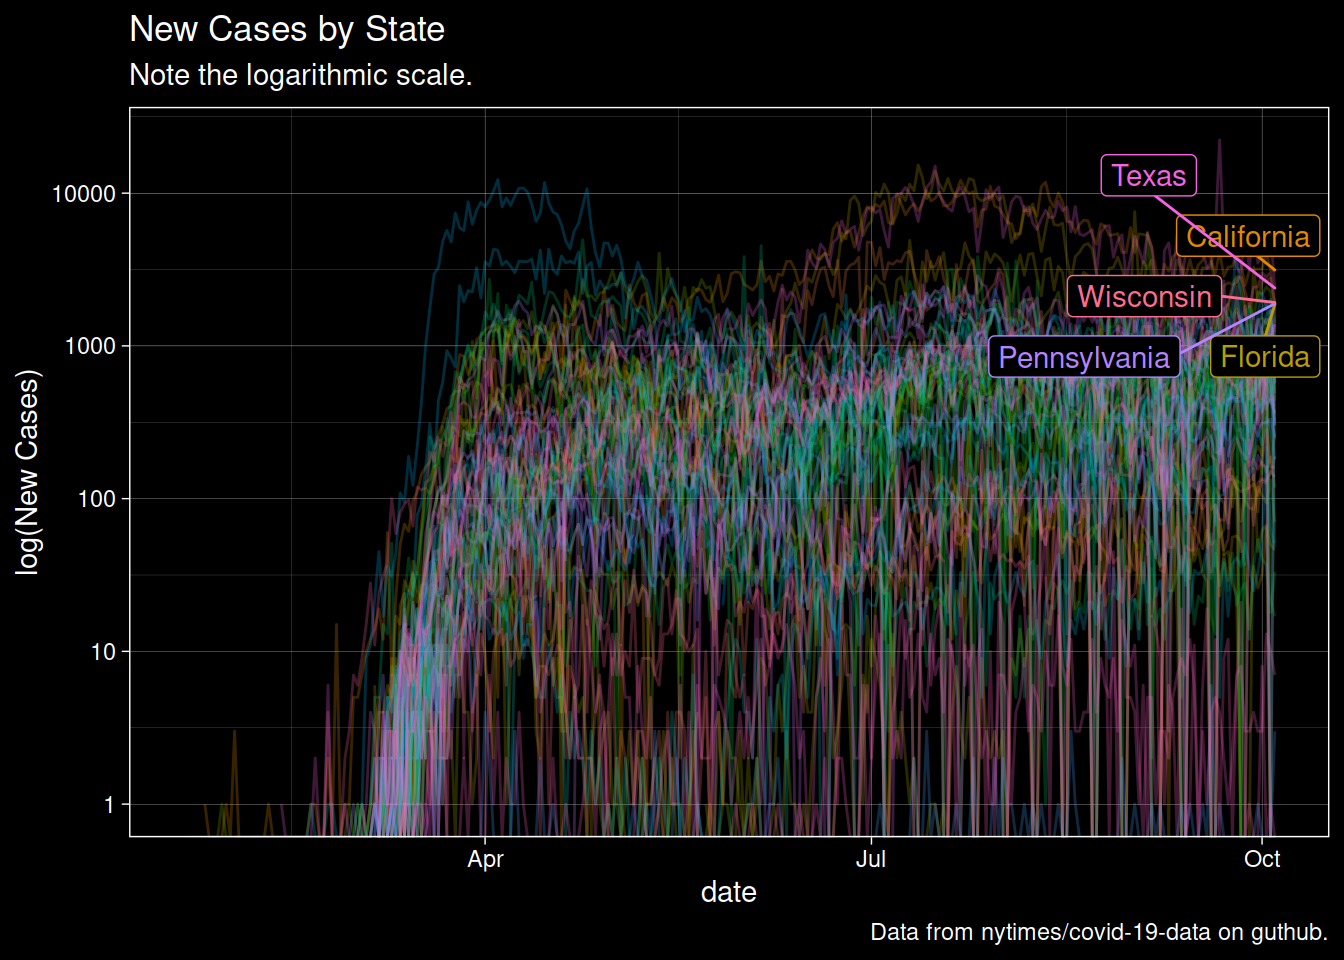 New Cases by State
Note the logarithmic scale.
Texas
California
Wisconsin
Pennsylvania
Florida
10000
1000
100
10
1
log(New Cases)
Apr
Jul
Oct
date
Data from nytimes/covid-19-data on guthub.